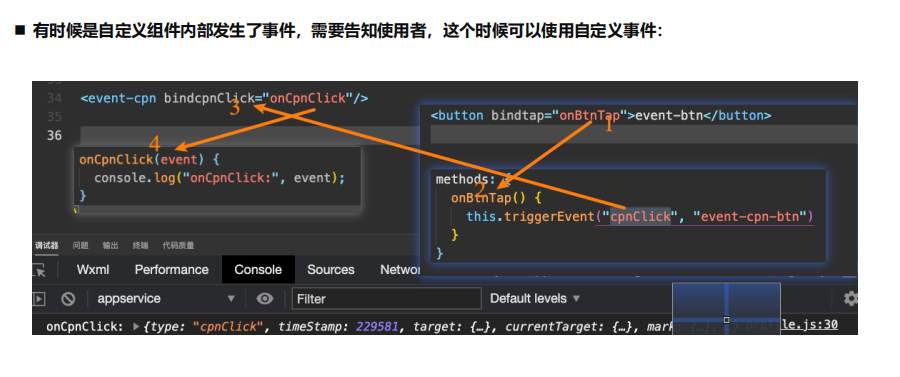 ■ 有时候是自定义组件内部发生了事件，需要告知使用者，这个时候可以使用自定义事件：
34 <event-cpn bindcpnClick="onCpnClick"/>
35
36
3
4
onCpnClick(event) {
console.log("onCpnClick:", event);
}
<button bindtap="onBtnTap">event-btn</button>
1
methods: {
2
onBtnTap() {
this.triggerEvent("cpnClick", "event-cpn-btn")
}
}
调试器 问题 输出 终端 代码质量
Wxml Performance Console Sources Networ
appservice ▼ Filter Default levels ▼
onCpnClick: ▶{type: "cpnClick", timeStamp: 229581, target: {…}, currentTarget: {…}, mark le.js:30